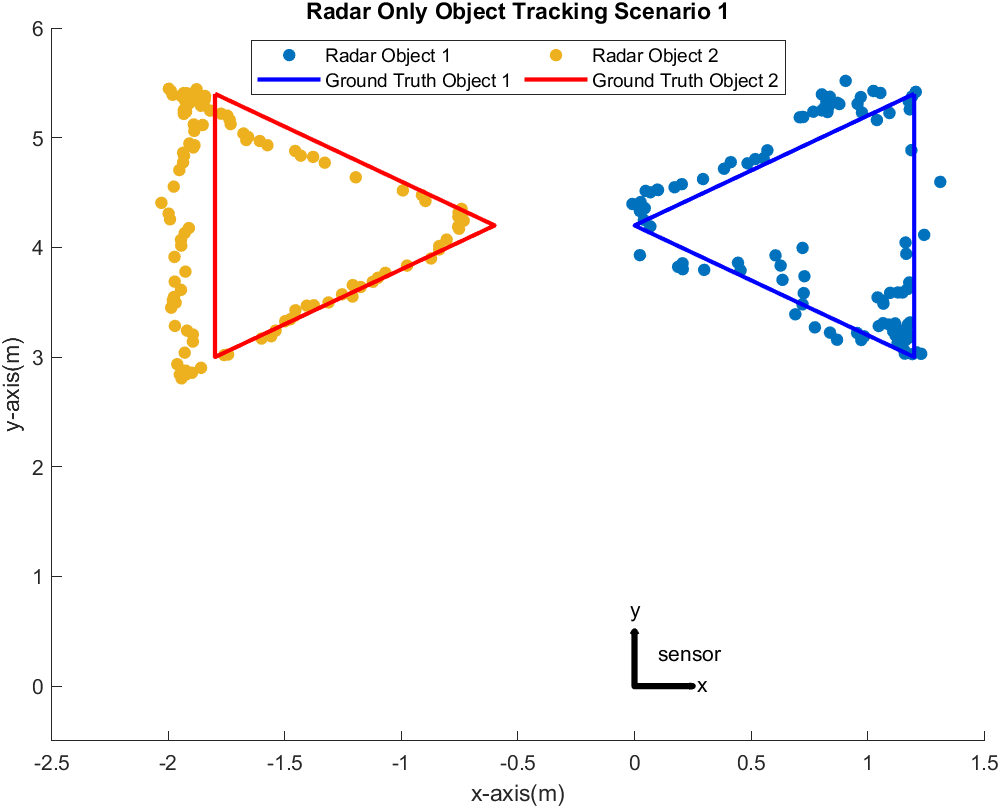 Radar Only Object Tracking Scenario 1
Radar Object 1 Radar Object 2
Ground Truth Object 1 Ground Truth Object 2
6
5
4
3
2
1
0
y-axis(m)
y
sensor
x
-2.5 -2 -1.5 -1 -0.5 0 0.5 1 1.5
x-axis(m)